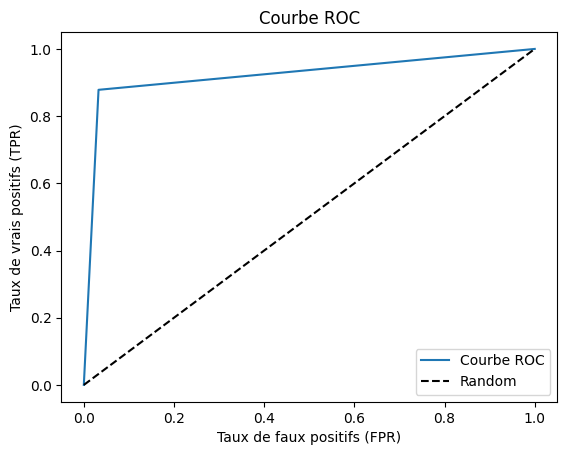 Courbe ROC
1.0
0.8
0.6
0.4
0.2
0.0
Taux de vrais positifs (TPR)
Courbe ROC
Random
0.0 0.2 0.4 0.6 0.8 1.0
Taux de faux positifs (FPR)